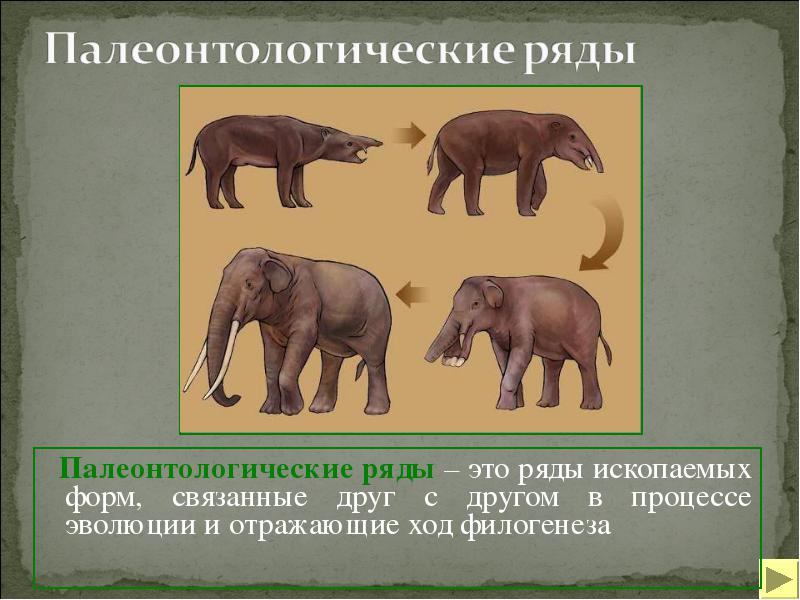 Палеонтологические ряды
Палеонтологические ряды – это ряды ископаемых
форм, связанные друг с другом в процессе
эволюции и отражающие ход филогенеза